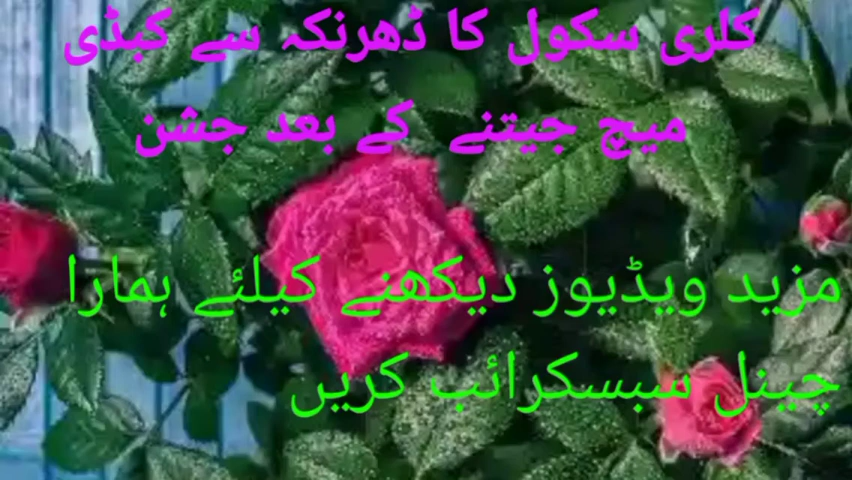 کلری سکول کا ڈھرنکہ سے کبڈی
میچ جیتنے کے بعد جشن
مزید ویڈیوز دیکھنے کیلئے ہمارا
چینل سبسکرائب کریں